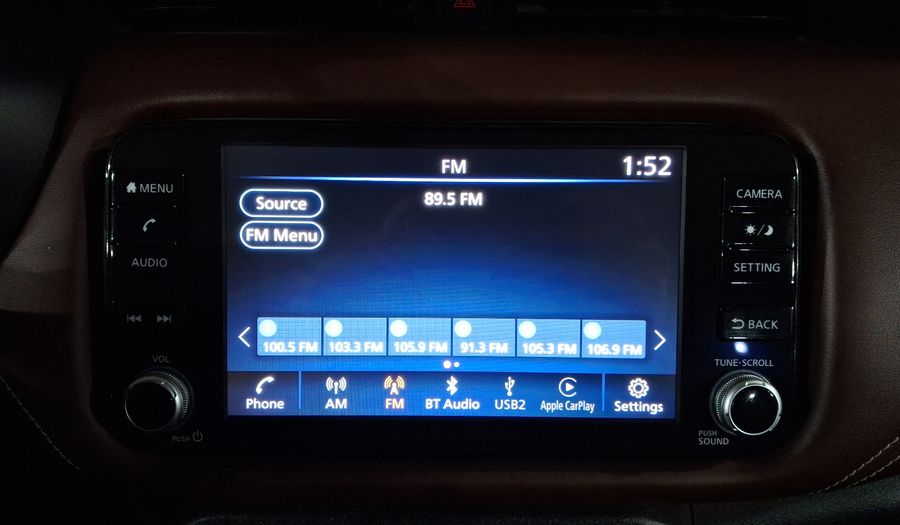 MENU
AUDIO
VOL
PUSH
FM
1:52
89.5 FM
Source
FM Menu
100.5 FM 103.3 FM 105.9 FM 91.3 FM 105.3 FM 106.9 FM
Phone AM FM BT Audio USB2 Apple CarPlay Settings
CAMERA
SETTING
BACK
TUNE·SCROLL
PUSH
SOUND